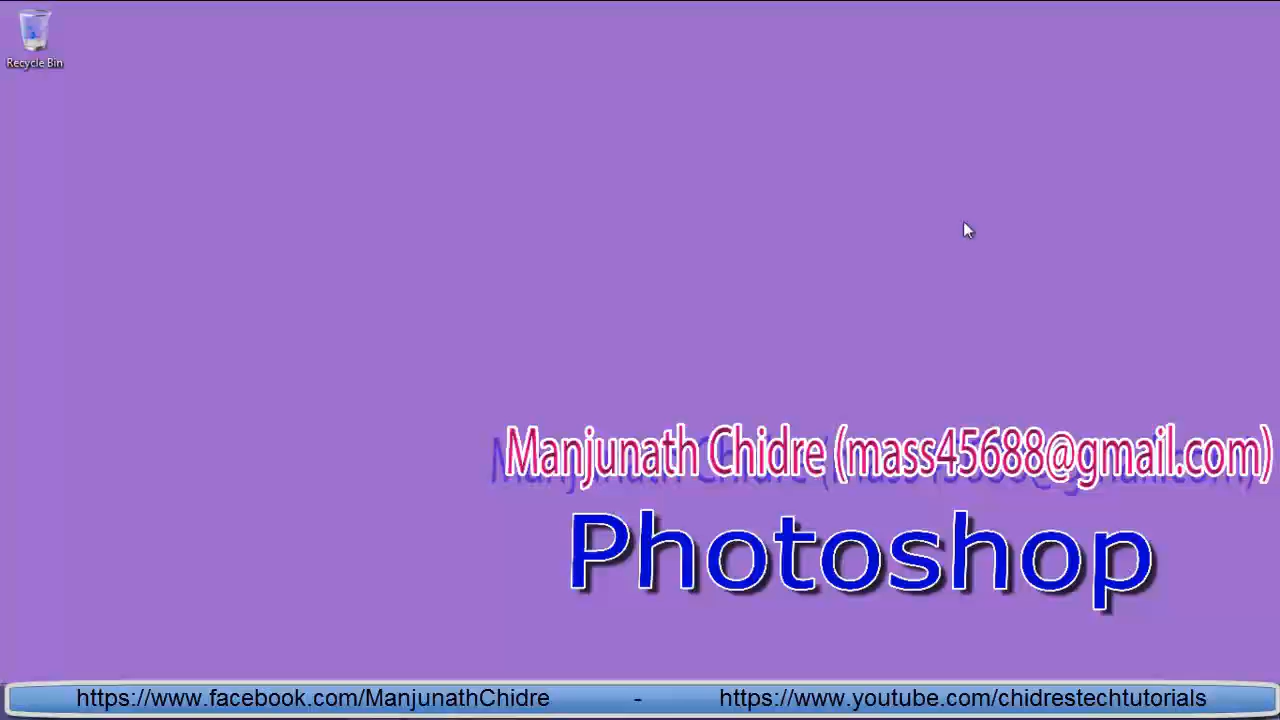 Recycle Bin
Manjunath Chidre (mass45688@gmail.com)
Photoshop
https://www.facebook.com/ManjunathChidre - https://www.youtube.com/chidrestechtutorials